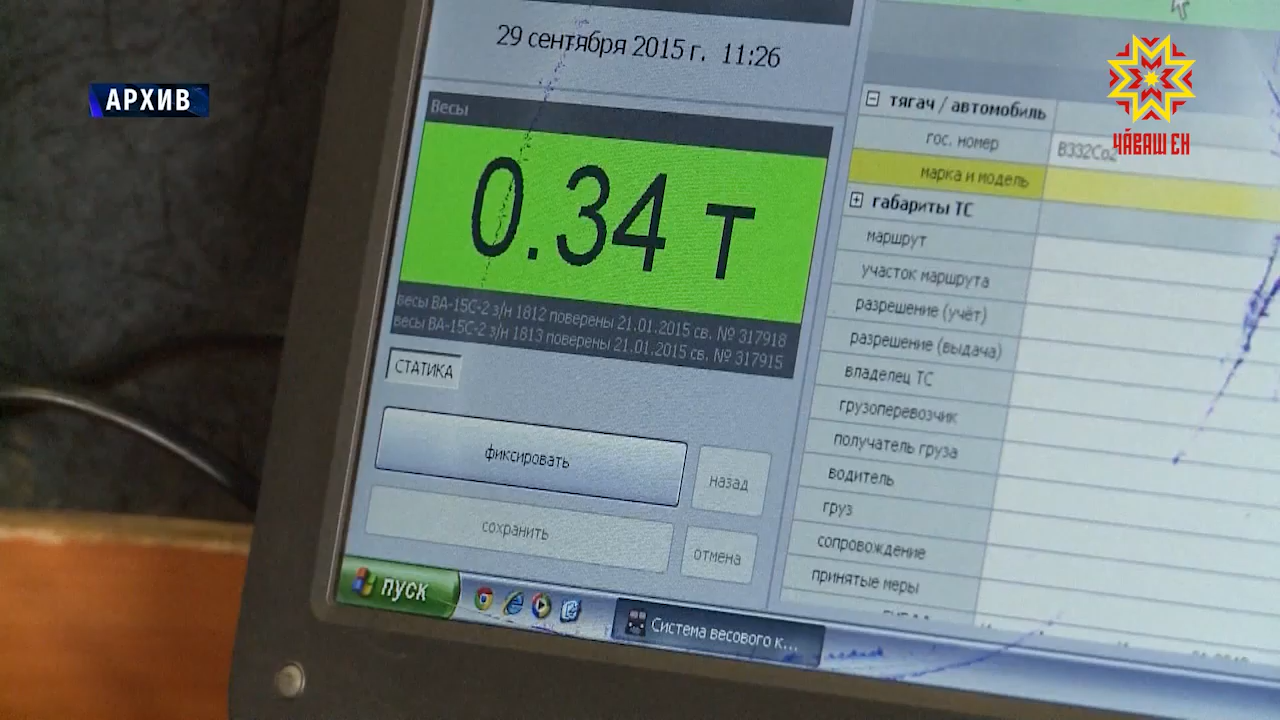 АРХИВ
ЧӐВАШ ЕН
29 сентября 2015 г. 11:26
Весы
0.34 т
весы ВА-15С-2 з/н 1812 поверены 21.01.2015 св. № 317918
весы ВА-15С-2 з/н 1813 поверены 21.01.2015 св. № 317915
СТАТИКА
фиксировать
назад
сохранить
отмена
тягач / автомобиль
гос. номер
марка и модель
габариты ТС
маршрут
участок маршрута
разрешение (учёт)
разрешение (выдача)
владелец ТС
грузоперевозчик
получатель груза
водитель
груз
сопровождение
принятые меры
пуск
Система весового к...